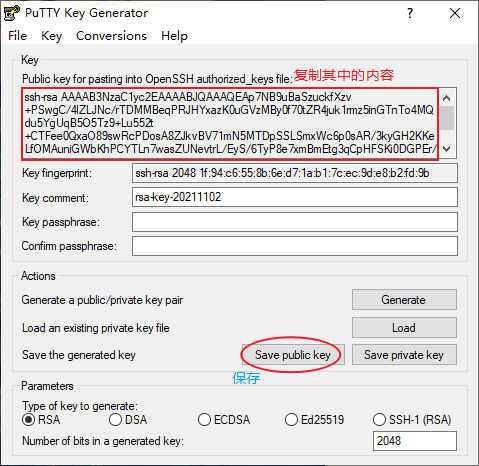 PuTTY Key Generator
File Key Conversions Help
Key
Public key for pasting into OpenSSH authorized_keys file: 复制其中的内容
ssh-rsa AAAAB3NzaC1yc2EAAAABJQAAAQEAp7NB9uBaSzuckfXzv
+PSwgC/4lZLJNc/rTDMMBeqPRJHYxazK0uGVzMBy0f70tZR4juk1rmz5inGTnTo4MQ
du5YgUqB5O5Tz9+Lu552t
+CTFee0QxaO89swRcPDosA8ZJkvBV71mN5MTDpSSLSmxWc6p0sAR/3kyGH2KKe
LfOMAuniGWbKhPCYTLn7wasZUNevtrL/EyS/6TyP8e7xmBmEtg3qCpHFSKi0DGPEr/
Key fingerprint: ssh-rsa 2048 1f:94:c6:55:8b:6e:d7:1a:b1:7c:ec:9d:e8:b2:fd:9b
Key comment: rsa-key-20211102
Key passphrase:
Confirm passphrase:
Actions
Generate a public/private key pair Generate
Load an existing private key file Load
Save the generated key Save public key Save private key
保存
Parameters
Type of key to generate:
RSA DSA ECDSA Ed25519 SSH-1 (RSA)
Number of bits in a generated key: 2048